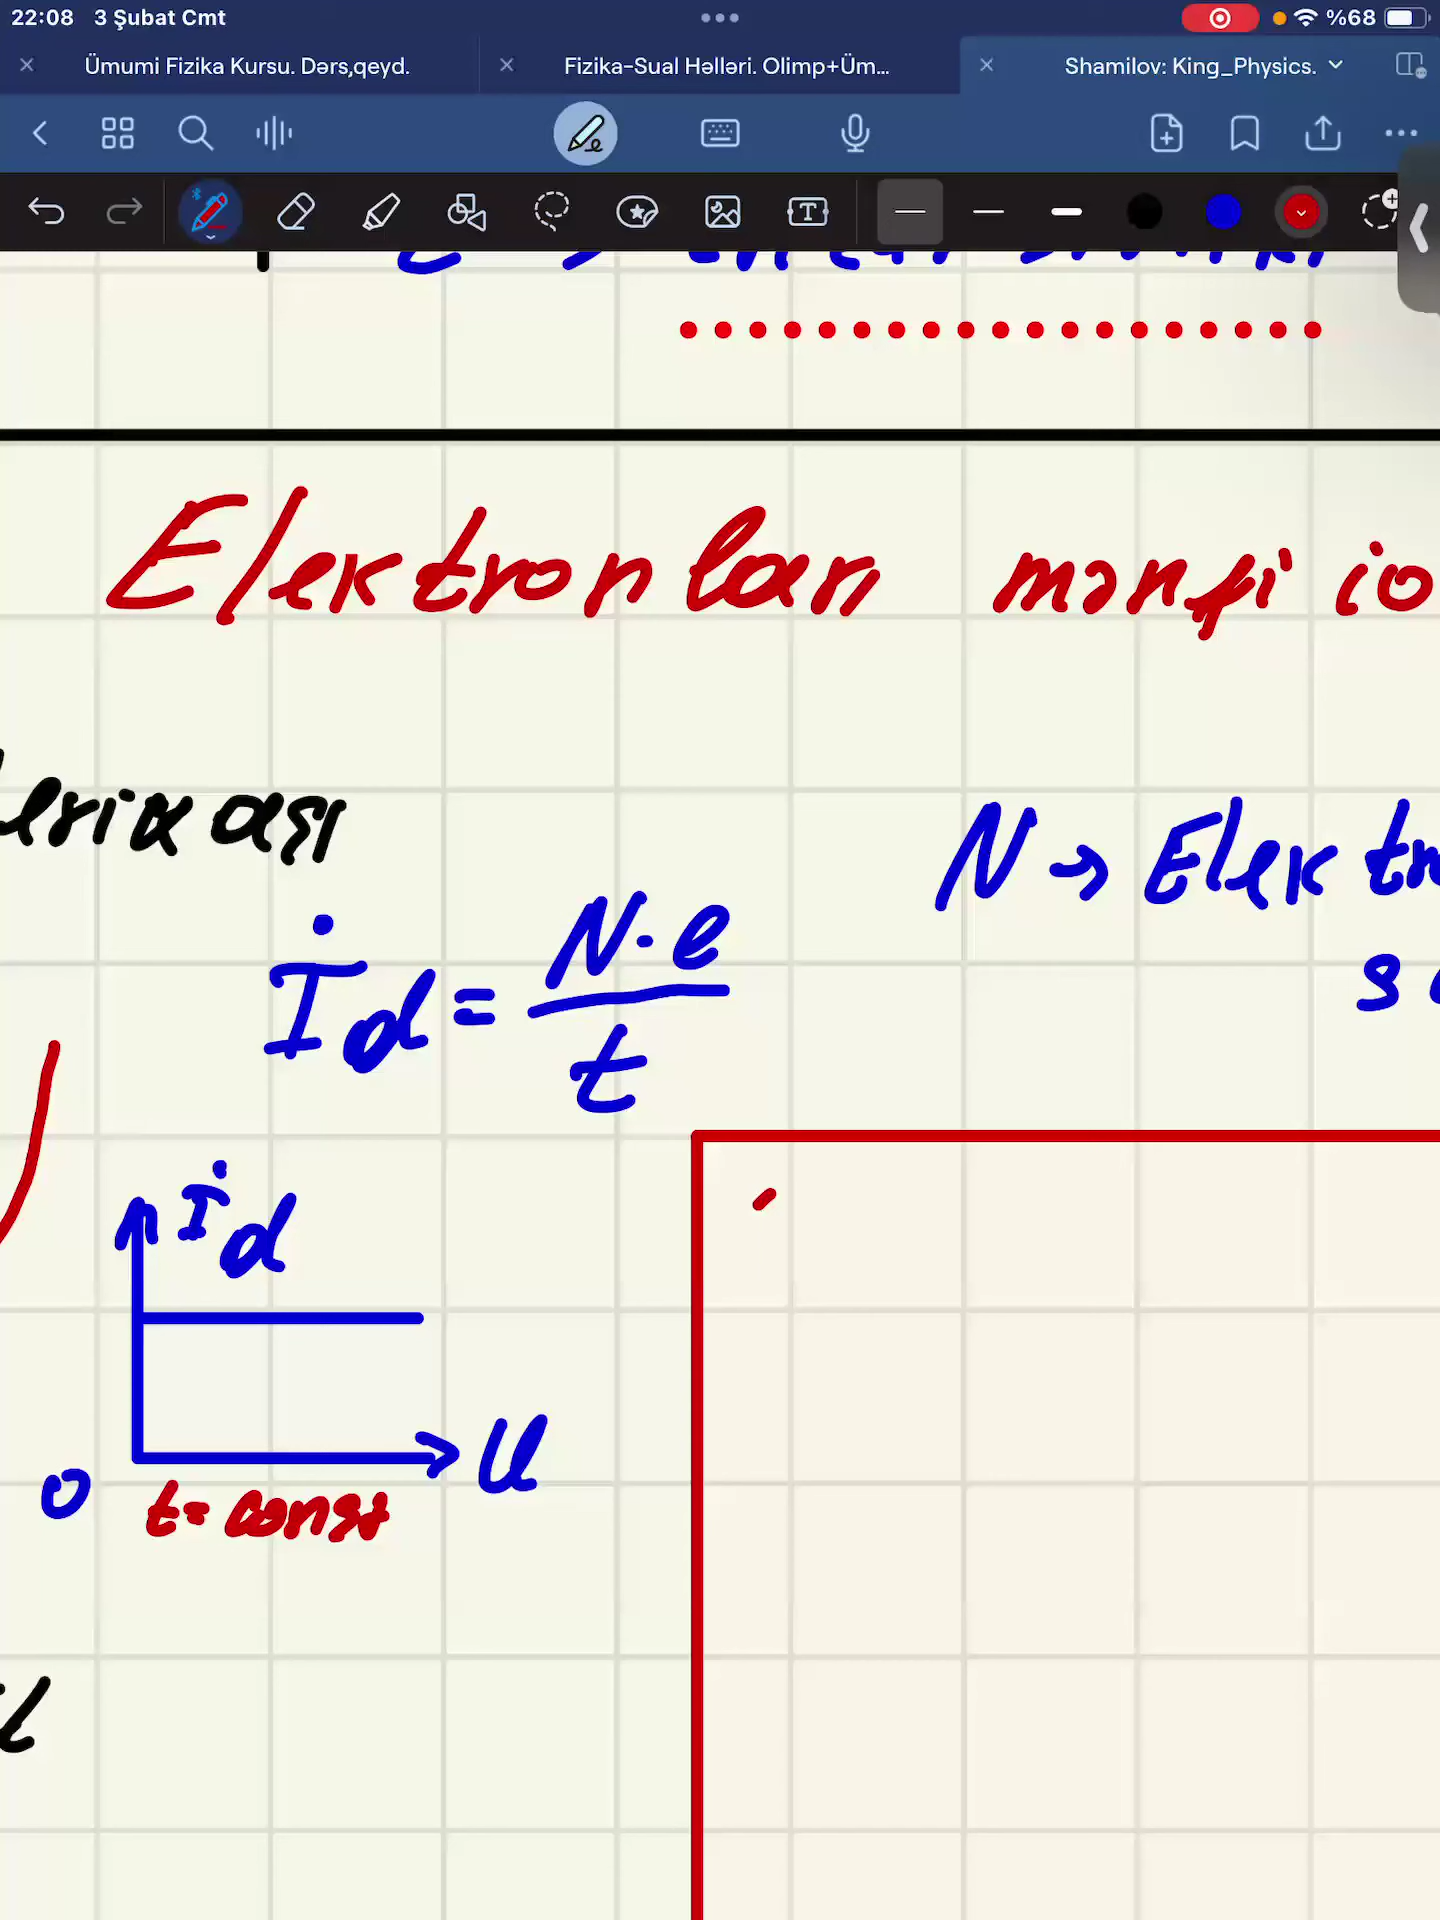 22:08 3 Şubat Cmt %68
Ümumi Fizika Kursu. Dərs,qeyd. Fizika-Sual Həlləri. Olimp+Üm... Shamilov: King_Physics.
Elektronları mənfi io
N → Elektr
İd = N·e / t
İd
U
0 t = const